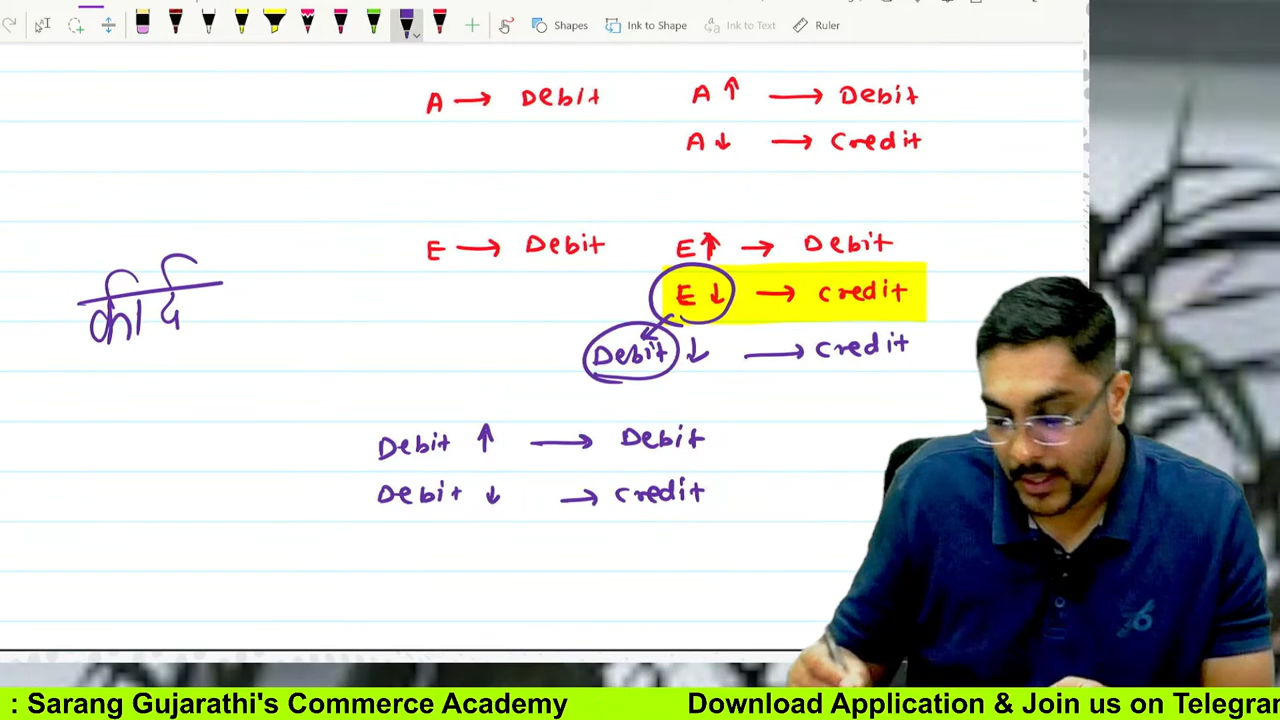 Shapes Ink to Shape Ink to Text Ruler
A → Debit A ↑ → Debit
A ↓ → Credit
E → Debit E ↑ → Debit
E ↓ → Credit
Debit ↓ → Credit
Debit ↑ → Debit
Debit ↓ → Credit
: Sarang Gujarathi's Commerce Academy Download Application & Join us on Telegra